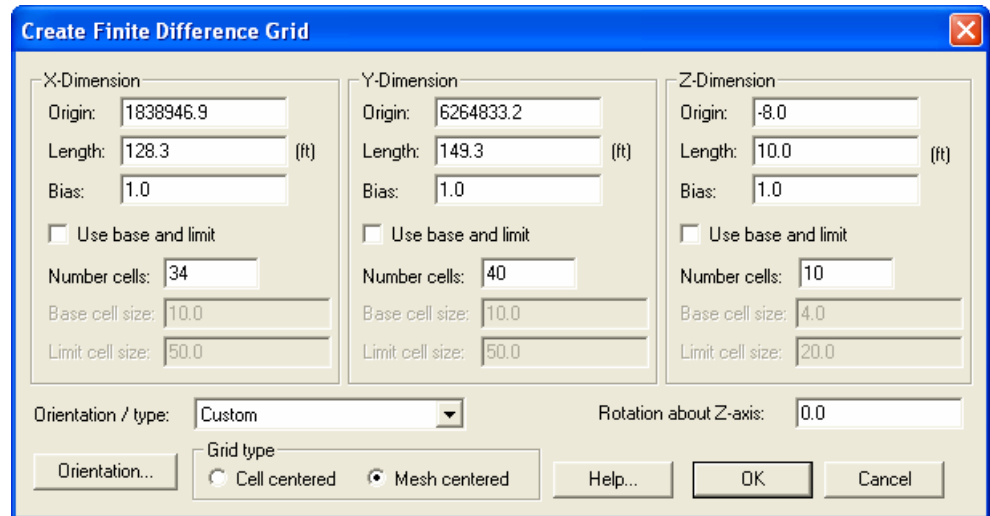 Create Finite Difference Grid
X-Dimension
Origin: 1838946.9
Length: 128.3 (ft)
Bias: 1.0
Use base and limit
Number cells: 34
Base cell size: 10.0
Limit cell size: 50.0
Y-Dimension
Origin: 6264833.2
Length: 149.3 (ft)
Bias: 1.0
Use base and limit
Number cells: 40
Base cell size: 10.0
Limit cell size: 50.0
Z-Dimension
Origin: -8.0
Length: 10.0 (ft)
Bias: 1.0
Use base and limit
Number cells: 10
Base cell size: 4.0
Limit cell size: 20.0
Orientation / type: Custom
Rotation about Z-axis: 0.0
Orientation...
Grid type
Cell centered
Mesh centered
Help...
OK
Cancel